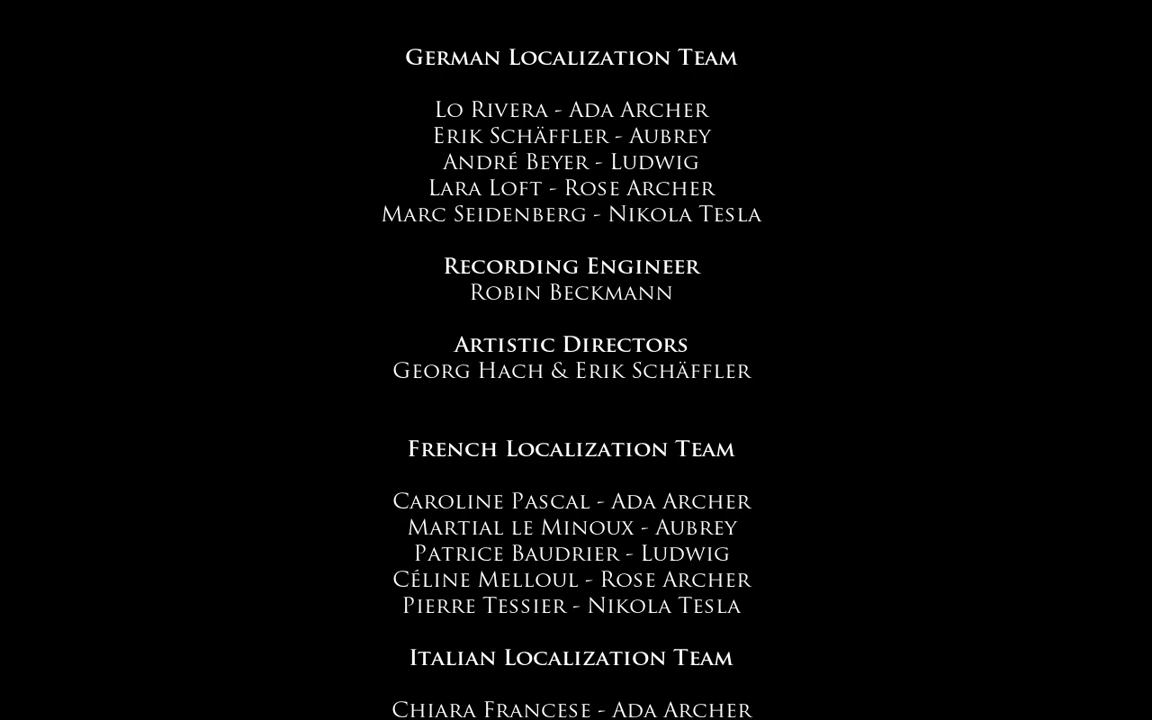 German Localization Team
Lo Rivera - Ada Archer
Erik Schäffler - Aubrey
André Beyer - Ludwig
Lara Loft - Rose Archer
Marc Seidenberg - Nikola Tesla
Recording Engineer
Robin Beckmann
Artistic Directors
Georg Hach & Erik Schäffler
French Localization Team
Caroline Pascal - Ada Archer
Martial le Minoux - Aubrey
Patrice Baudrier - Ludwig
Céline Melloul - Rose Archer
Pierre Tessier - Nikola Tesla
Italian Localization Team
Chiara Francese - Ada Archer